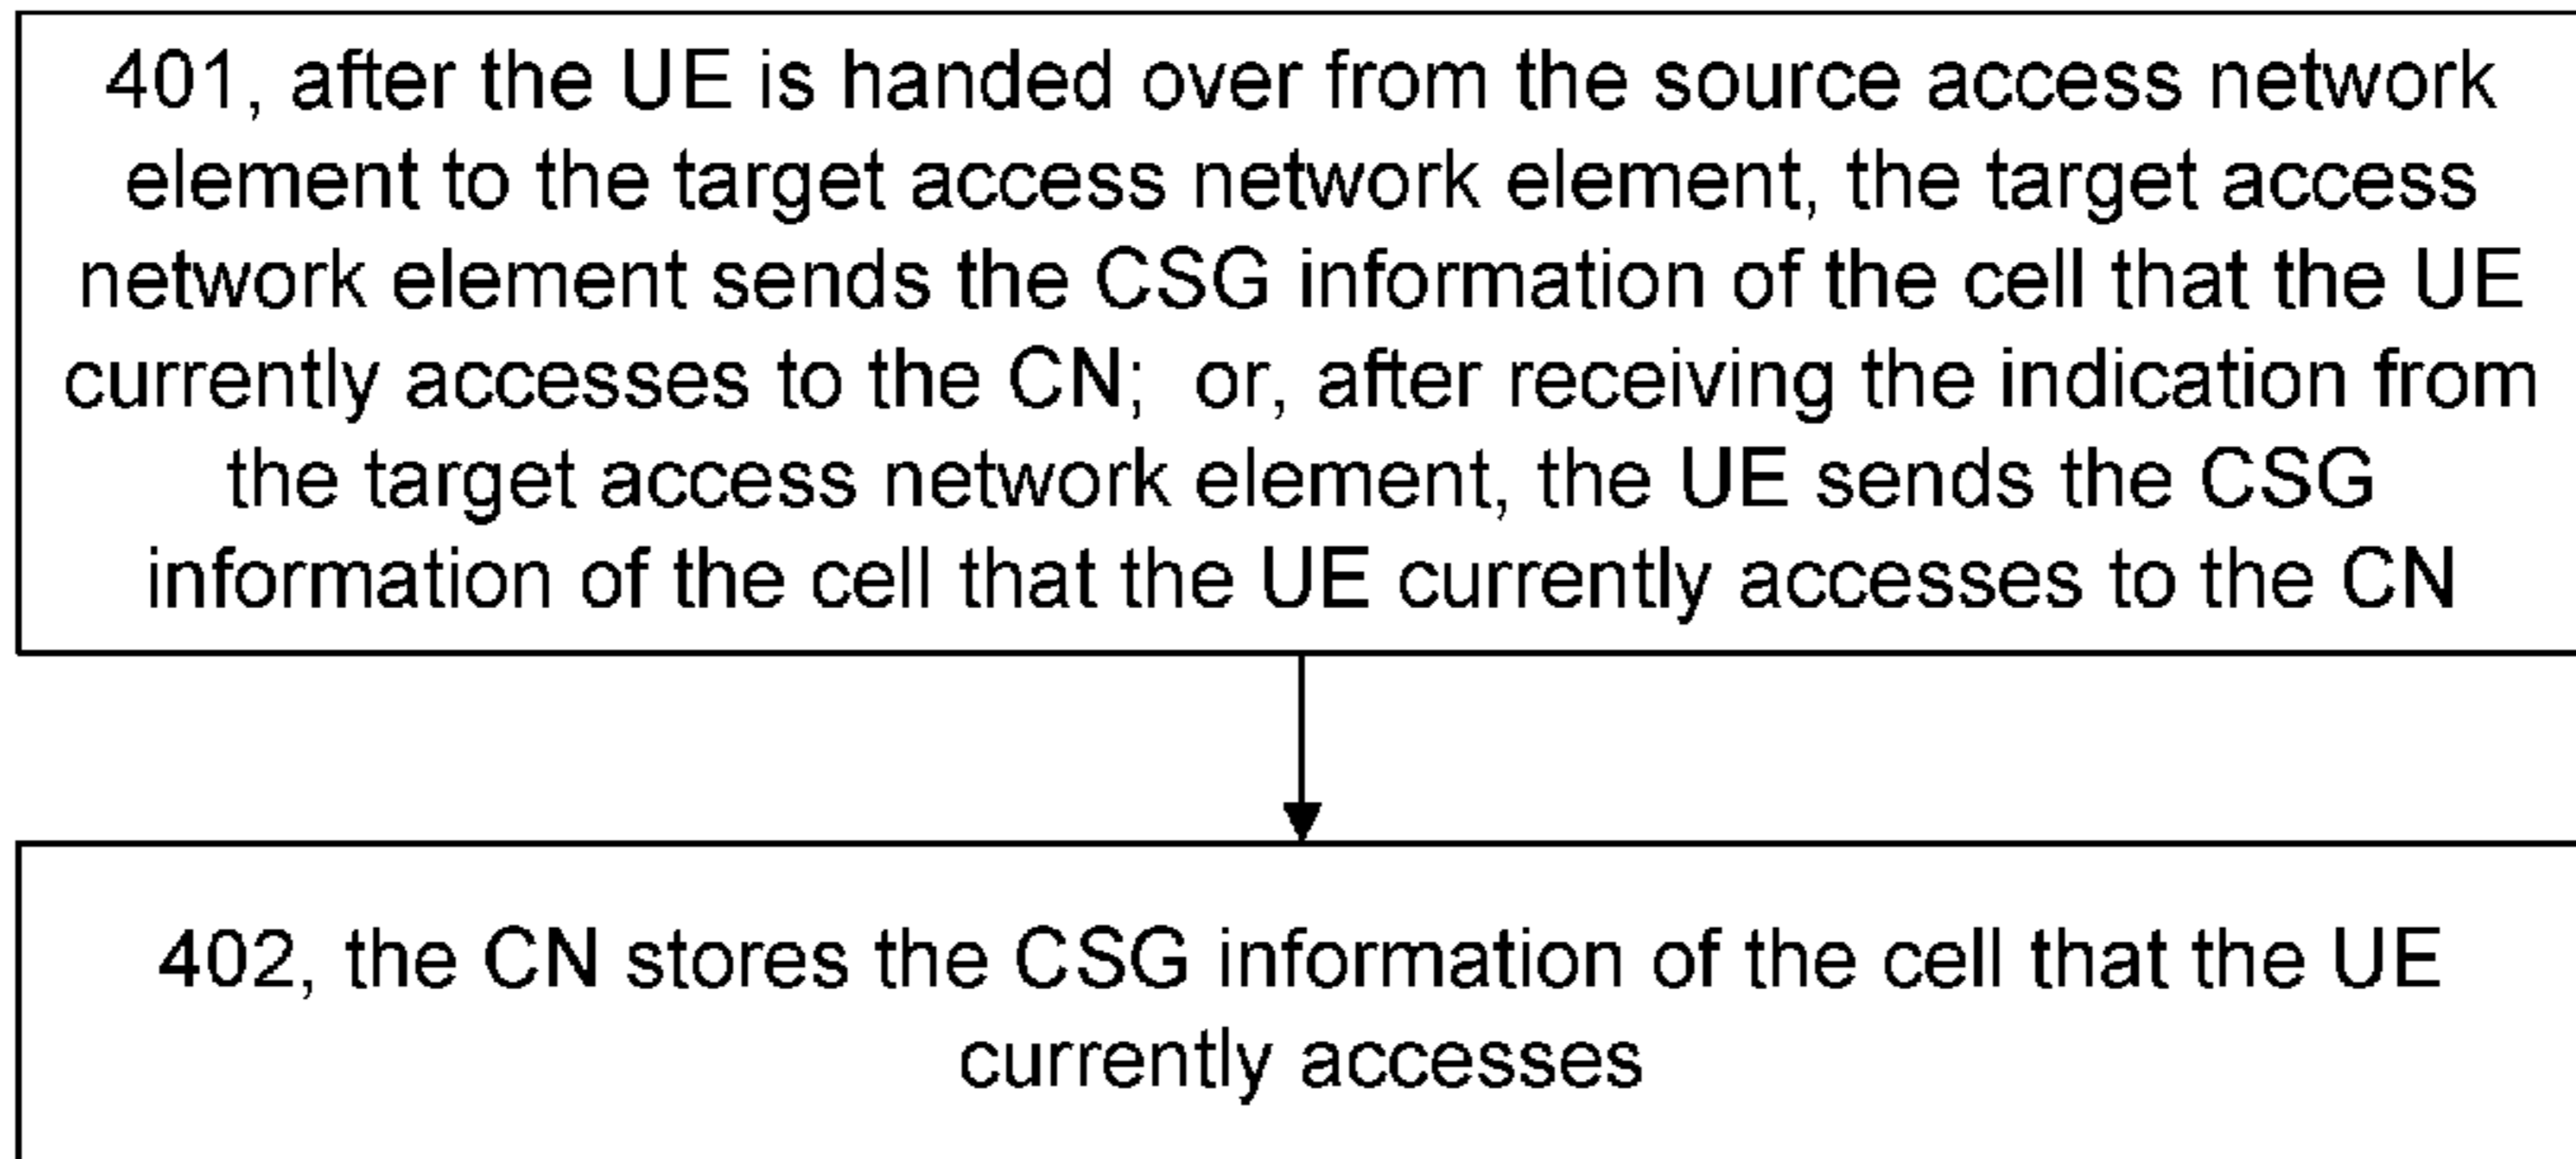 401, after the UE is handed over from the source access network
element to the target access network element, the target access
network element sends the CSG information of the cell that the UE
currently accesses to the CN; or, after receiving the indication from
the target access network element, the UE sends the CSG
information of the cell that the UE currently accesses to the CN
402, the CN stores the CSG information of the cell that the UE
currently accesses